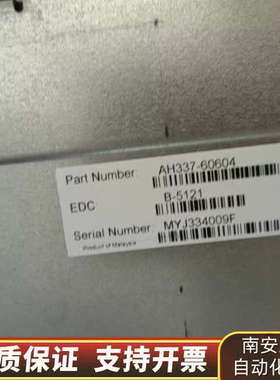 Part Number: AH337-60604
EDC B-5121
Serial Number: MYJ334009F
Product of Malaysia
质保证 支持开票
南安
自动化